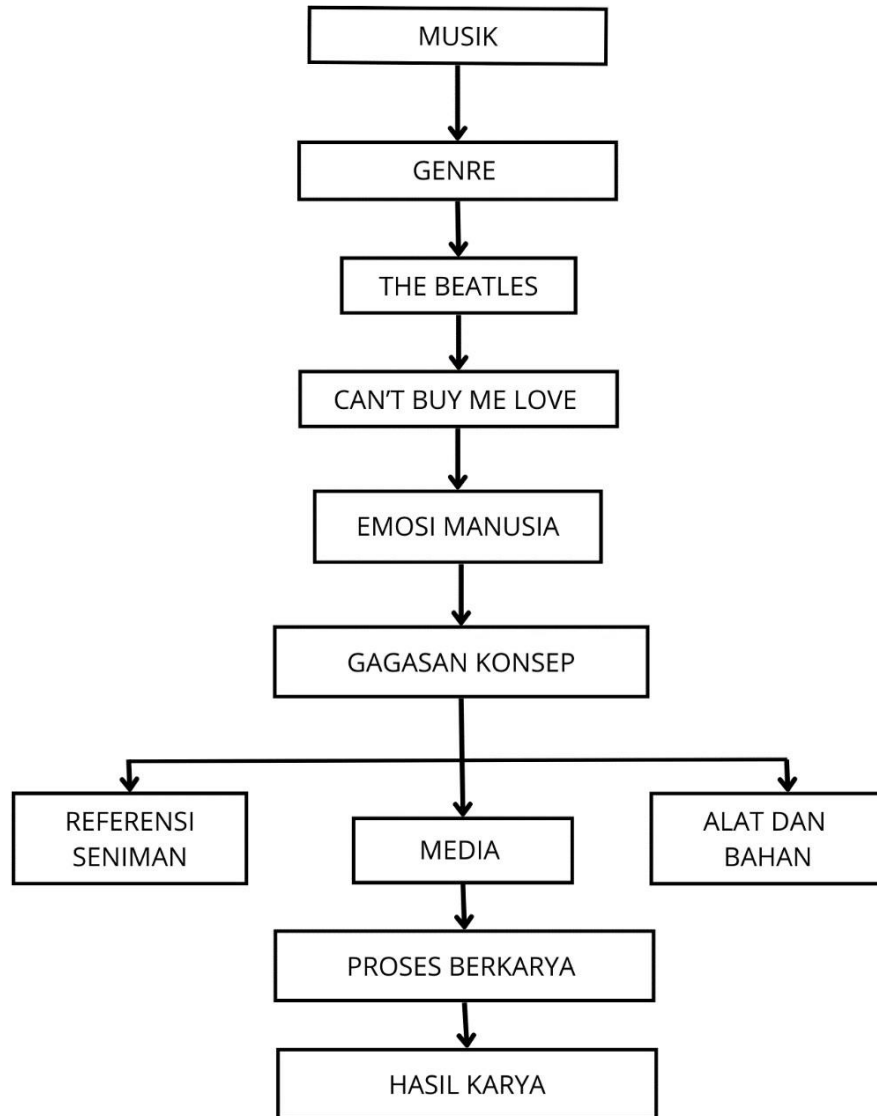 MUSIK
GENRE
THE BEATLES
CAN’T BUY ME LOVE
EMOSI MANUSIA
GAGASAN KONSEP
REFERENSI
SENIMAN
MEDIA
ALAT DAN
BAHAN
PROSES BERKARYA
HASIL KARYA